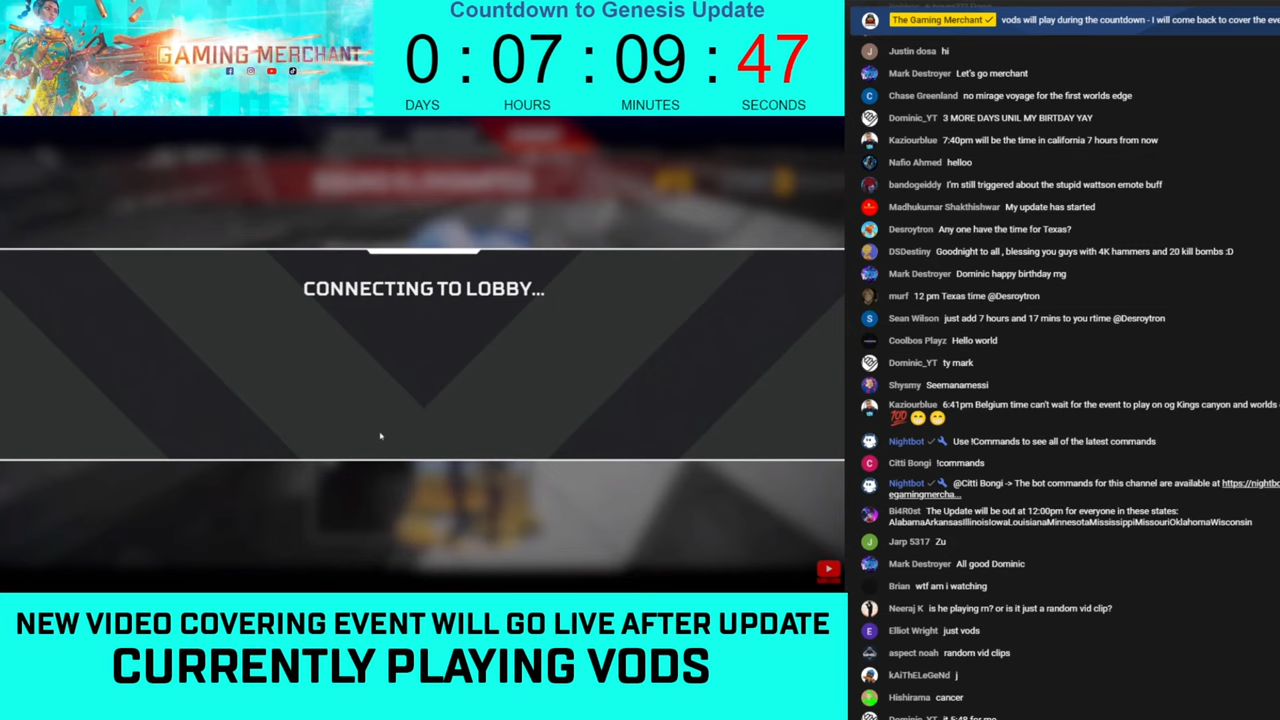 Countdown to Genesis Update
GAMING MERCHANT
0 : 07 : 09 : 47
DAYS HOURS MINUTES SECONDS
CONNECTING TO LOBBY...
NEW VIDEO COVERING EVENT WILL GO LIVE AFTER UPDATE
CURRENTLY PLAYING VODS
The Gaming Merchant vods will play during the countdown - I will come back to cover the eve
Justin dosa hi
Mark Destroyer Let's go merchant
Chase Greenland no mirage voyage for the first worlds edge
Dominic_YT 3 MORE DAYS UNIL MY BIRTDAY YAY
Kaziourblue 7:40pm will be the time in california 7 hours from now
Nafio Ahmed helloo
bandogeiddy I'm still triggered about the stupid wattson emote buff
Madhukumar Shakthishwar My update has started
Desroytron Any one have the time for Texas?
DSDestiny Goodnight to all , blessing you guys with 4K hammers and 20 kill bombs :D
Mark Destroyer Dominic happy birthday mg
murf 12 pm Texas time @Desroytron
Sean Wilson just add 7 hours and 17 mins to you rtime @Desroytron
Coolbos Playz Hello world
Dominic_YT ty mark
Shysmy Seemanamessi
Kaziourblue 6:41pm Belgium time can't wait for the event to play on og Kings canyon and worlds
💯😁😁
Nightbot Use !Commands to see all of the latest commands
Citti Bongi !commands
Nightbot @Citti Bongi -> The bot commands for this channel are available at https://nightbo
egamingmercha...
Bi4R0st The Update will be out at 12:00pm for everyone in these states:
AlabamaArkansasIllinoisIowaLouisianaMinnesotaMississippiMissouriOklahomaWisconsin
Jarp 5317 Zu
Mark Destroyer All good Dominic
Brian wtf am i watching
Neeraj K is he playing rn? or is it just a random vid clip?
Elliot Wright just vods
aspect noah random vid clips
kAiThELeGeNd j
Hishirama cancer
Dominic_YT it 5:48 for me